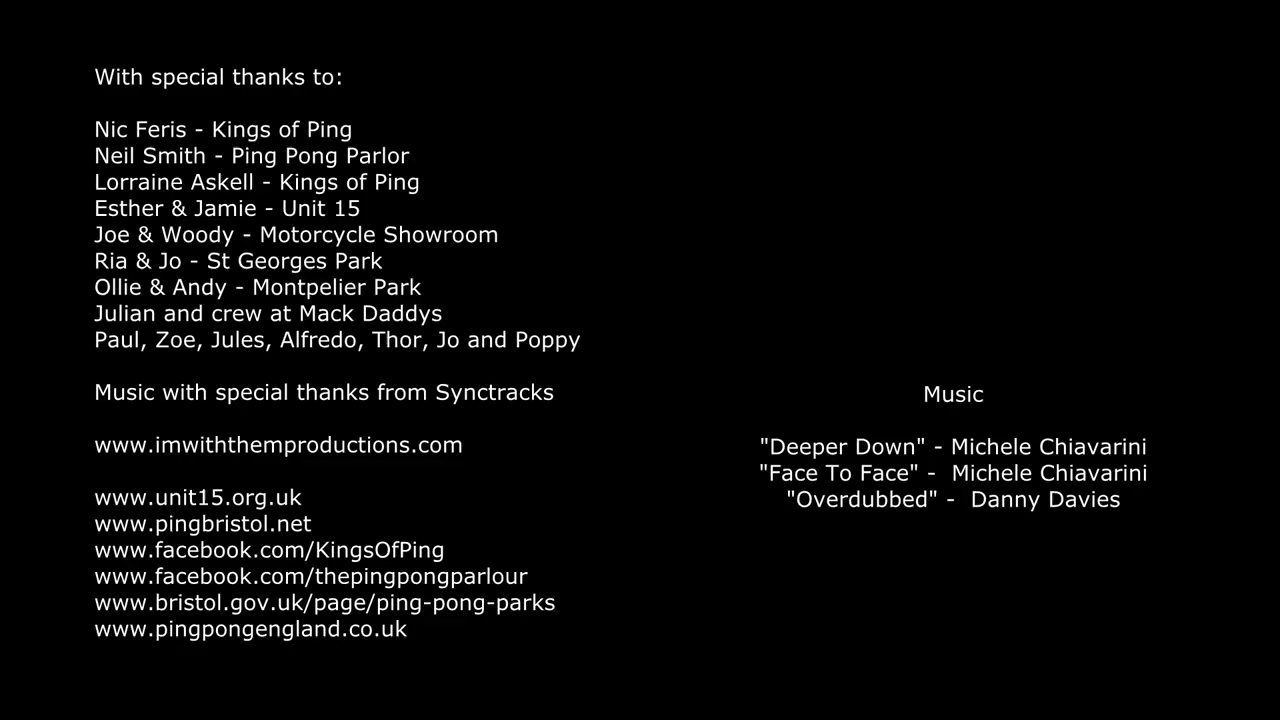 With special thanks to:
Nic Feris - Kings of Ping
Neil Smith - Ping Pong Parlor
Lorraine Askell - Kings of Ping
Esther & Jamie - Unit 15
Joe & Woody - Motorcycle Showroom
Ria & Jo - St Georges Park
Ollie & Andy - Montpelier Park
Julian and crew at Mack Daddys
Paul, Zoe, Jules, Alfredo, Thor, Jo and Poppy
Music with special thanks from Synctracks
www.imwiththemproductions.com
www.unit15.org.uk
www.pingbristol.net
www.facebook.com/KingsOfPing
www.facebook.com/thepingpongparlour
www.bristol.gov.uk/page/ping-pong-parks
www.pingpongengland.co.uk
Music
"Deeper Down" - Michele Chiavarini
"Face To Face" -  Michele Chiavarini
"Overdubbed" -  Danny Davies